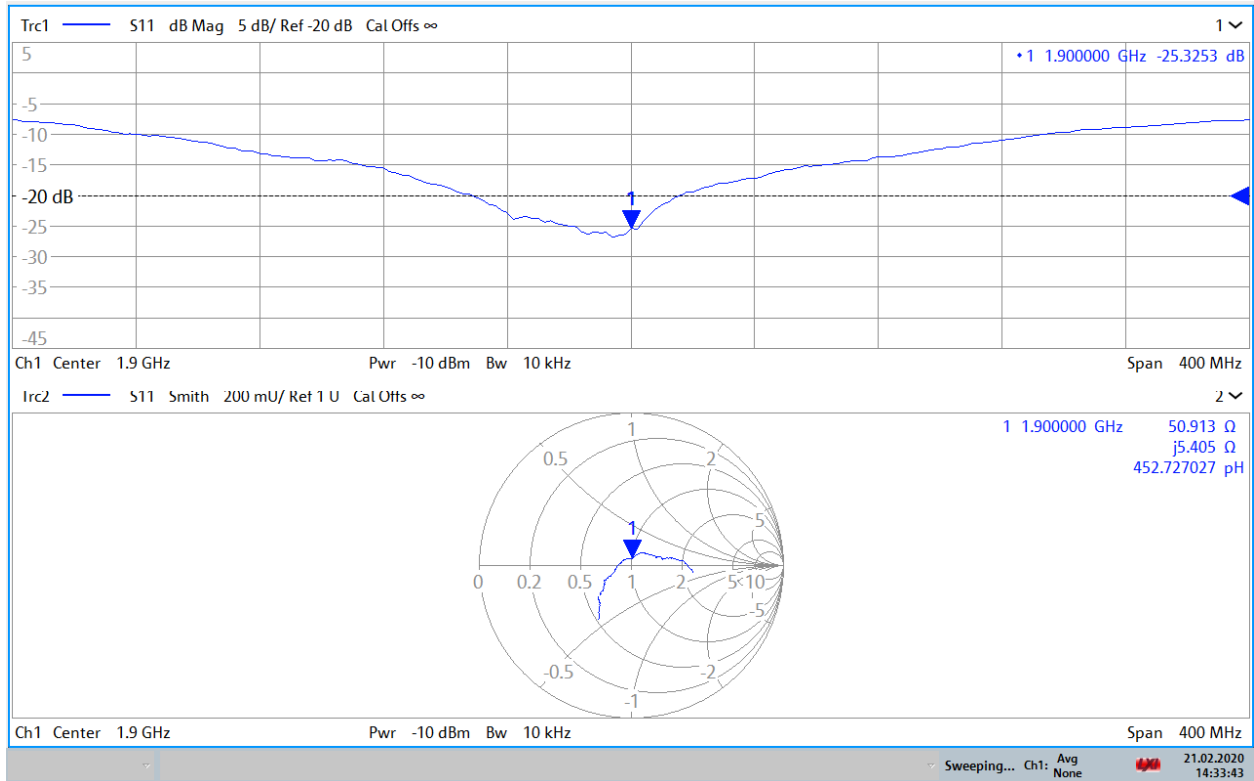 Trc1 S11 dB Mag 5 dB/ Ref -20 dB Cal Offs ∞ 1
5
•1 1.900000 GHz -25.3253 dB
-5
-10
-15
-20 dB
1
-25
-30
-35
-45
Ch1 Center 1.9 GHz Pwr -10 dBm Bw 10 kHz Span 400 MHz
Trc2 S11 Smith 200 mU/ Ref 1 U Cal Offs ∞ 2
1 1.900000 GHz 50.913 Ω
j5.405 Ω
452.727027 pH
1
0.5 2
5
1
0 0.2 0.5 1 2 5 10
-5
-0.5 -2
-1
Ch1 Center 1.9 GHz Pwr -10 dBm Bw 10 kHz Span 400 MHz
Sweeping... Ch1: Avg None
21.02.2020
14:33:43